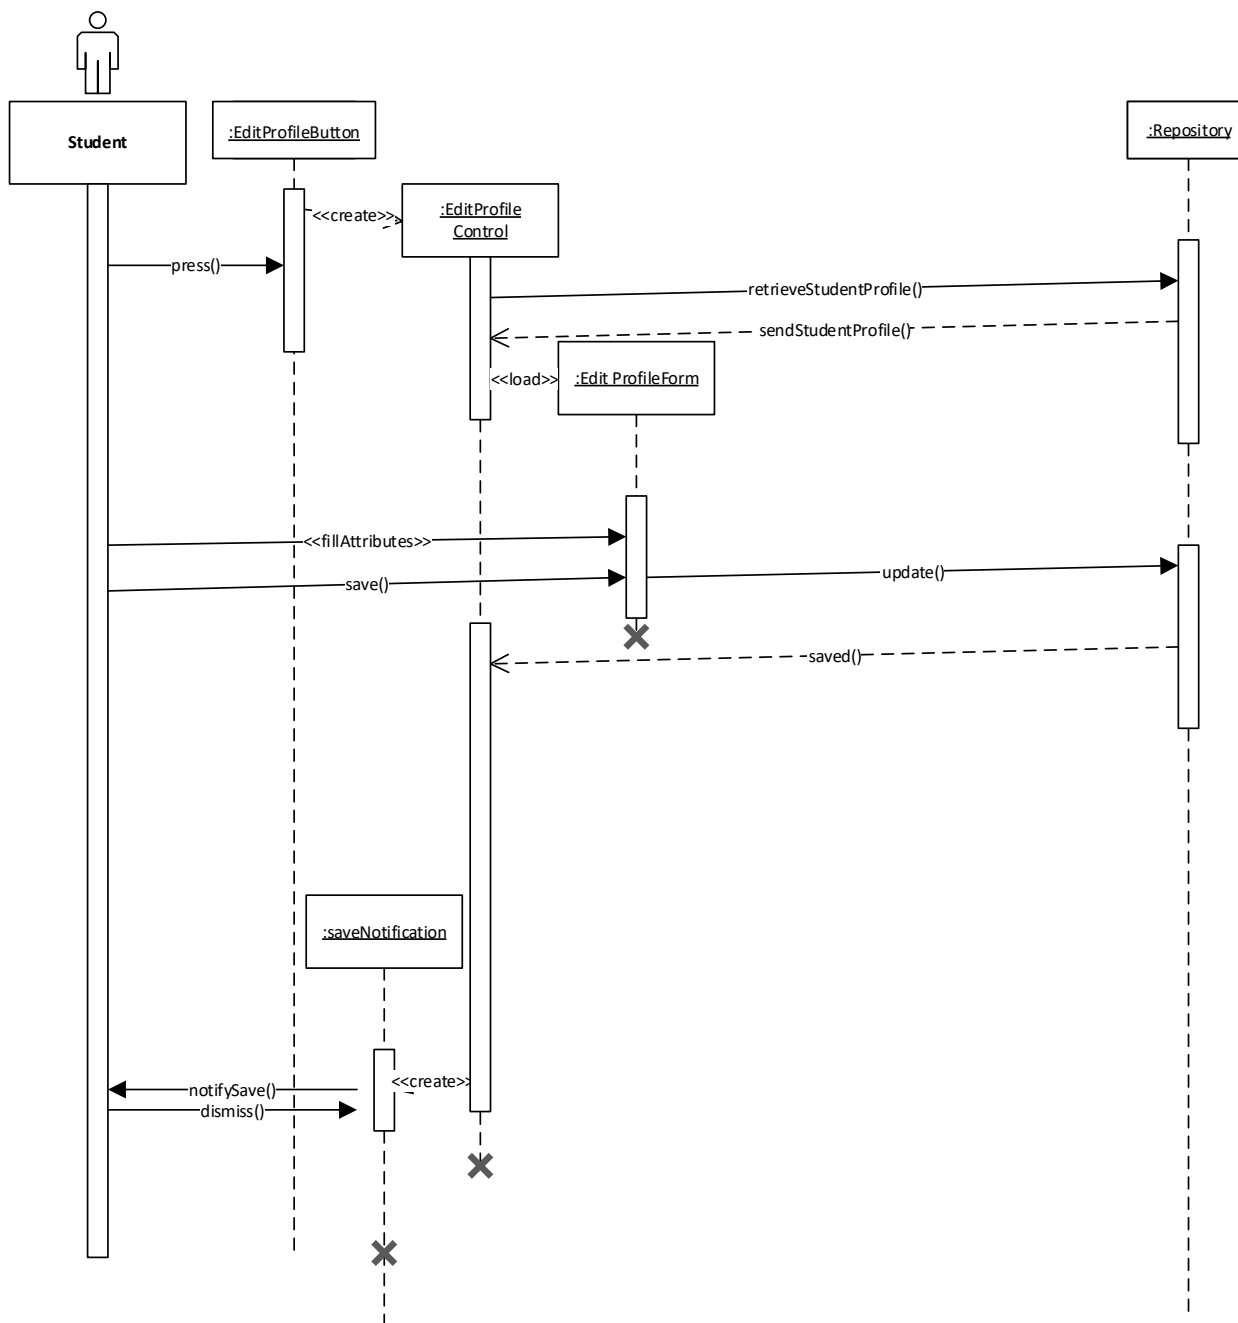 Student
:EditProfileButton
:Repository
<<create>>
:EditProfile
Control
press()
retrieveStudentProfile()
sendStudentProfile()
<<load>>
:Edit ProfileForm
<<fillAttributes>>
save()
update()
saved()
:saveNotification
<<create>>
notifySave()
dismiss()